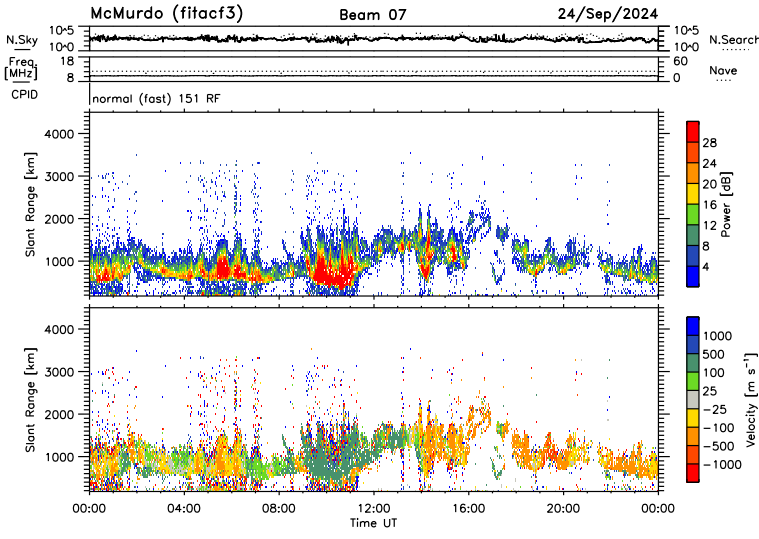 McMurdo (fitacf3) Beam 07 24/Sep/2024
N.Sky 10^5 10^0 10^5 10^0 N.Search
Freq. [MHz] 18 8 60 0 Nave
CPID normal (fast) 151 RF
Slant Range [km] 4000 3000 2000 1000
Power [dB] 28 24 20 16 12 8 4
Slant Range [km] 4000 3000 2000 1000
Velocity [m s⁻¹] 1000 500 100 25 −25 −100 −500 −1000
00:00 04:00 08:00 12:00 16:00 20:00 00:00
Time UT